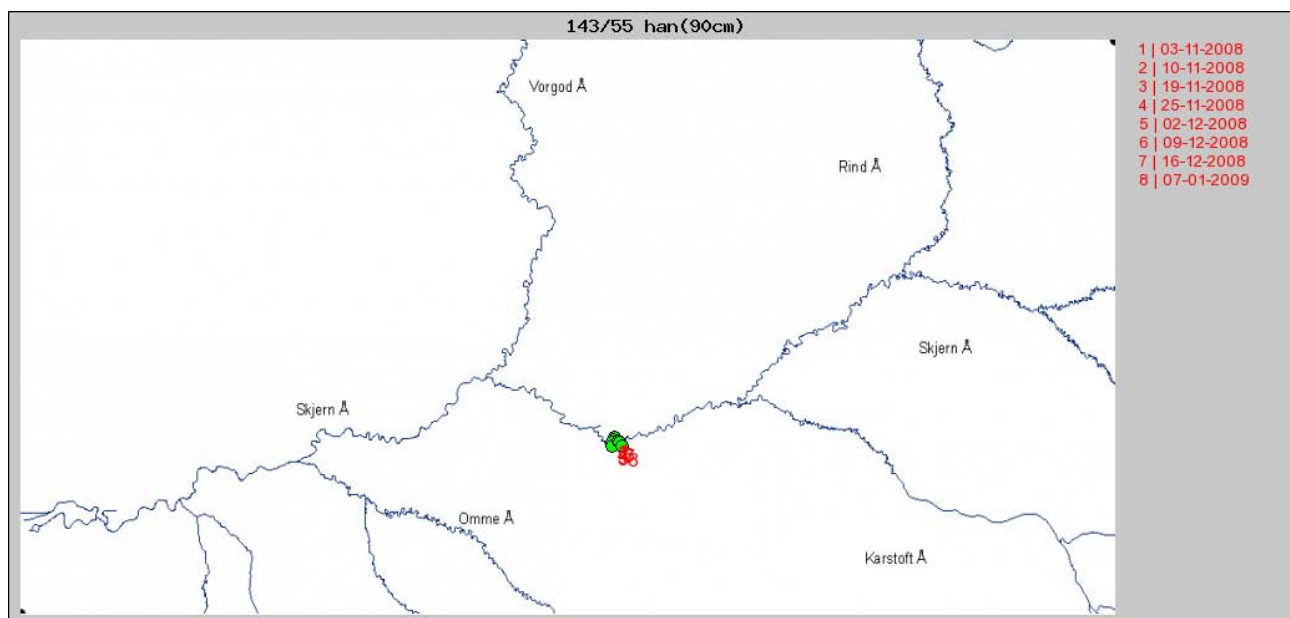 143/55 han(90cm)
1 | 03-11-2008
2 | 10-11-2008
3 | 19-11-2008
4 | 25-11-2008
5 | 02-12-2008
6 | 09-12-2008
7 | 16-12-2008
8 | 07-01-2009
Vorgod Å
Rind Å
Skjern Å
Skjern Å
Omme Å
Karstoft Å